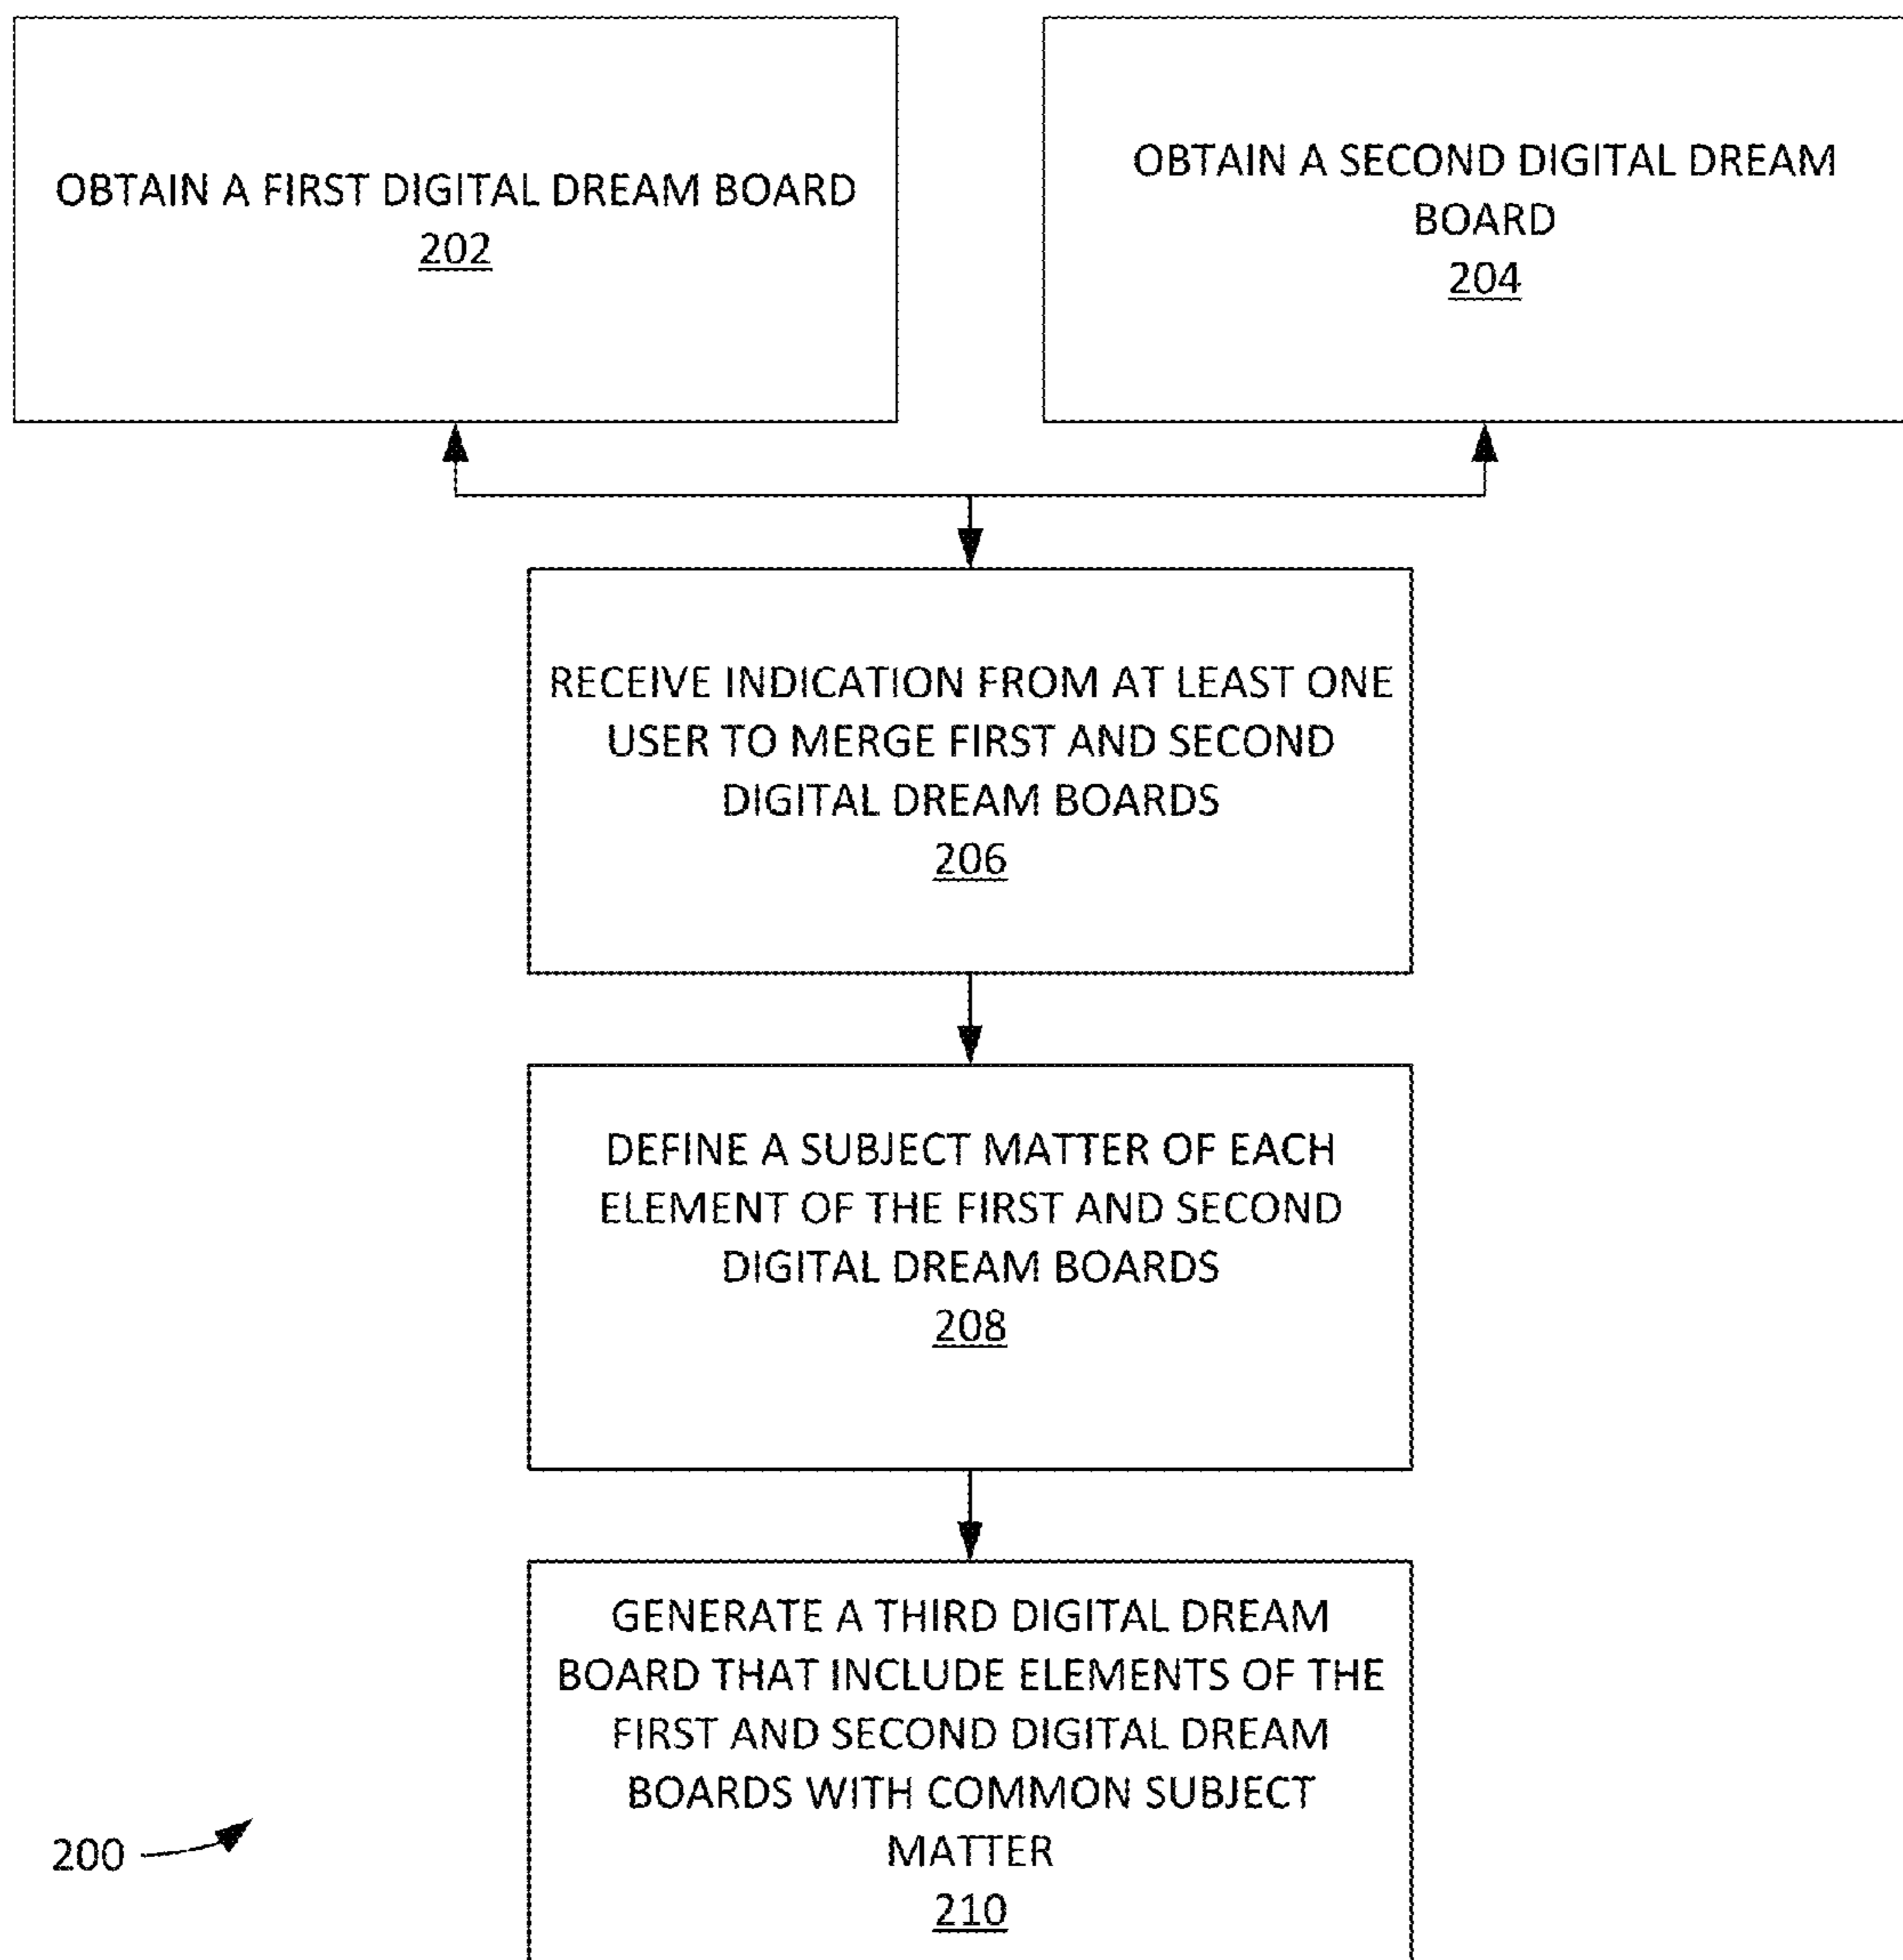 OBTAIN A FIRST DIGITAL DREAM BOARD
202
OBTAIN A SECOND DIGITAL DREAM
BOARD
204
RECEIVE INDICATION FROM AT LEAST ONE
USER TO MERGE FIRST AND SECOND
DIGITAL DREAM BOARDS
206
DEFINE A SUBJECT MATTER OF EACH
ELEMENT OF THE FIRST AND SECOND
DIGITAL DREAM BOARDS
208
GENERATE A THIRD DIGITAL DREAM
BOARD THAT INCLUDE ELEMENTS OF THE
FIRST AND SECOND DIGITAL DREAM
BOARDS WITH COMMON SUBJECT
MATTER
210
200